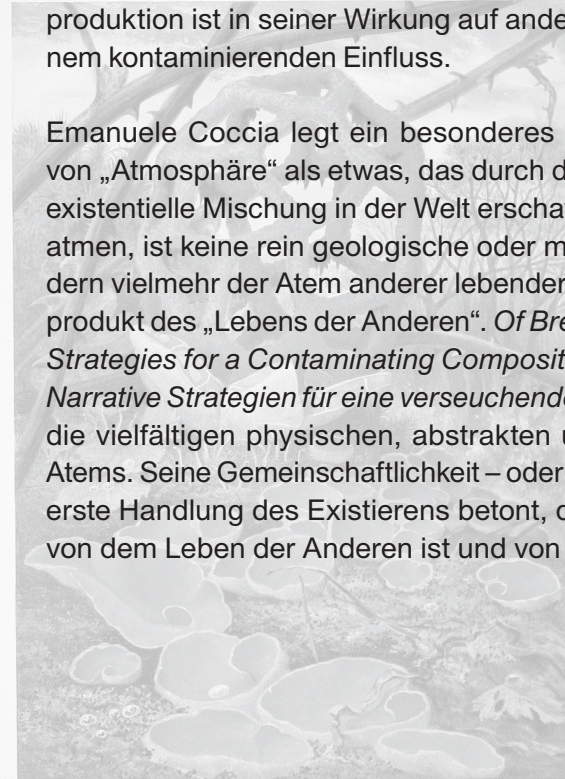 produktion ist in seiner Wirkung auf ande
nem kontaminierenden Einfluss.
Emanuele Coccia legt ein besonderes
von „Atmosphäre“ als etwas, das durch d
existentielle Mischung in der Welt erscha
atmen, ist keine rein geologische oder m
dern vielmehr der Atem anderer lebender
produkt des „Lebens der Anderen“. Of Bre
Strategies for a Contaminating Composit
Narrative Strategien für eine verseuchende
die vielfältigen physischen, abstrakten u
Atems. Seine Gemeinschaftlichkeit – oder
erste Handlung des Existierens betont, d
von dem Leben der Anderen ist und von